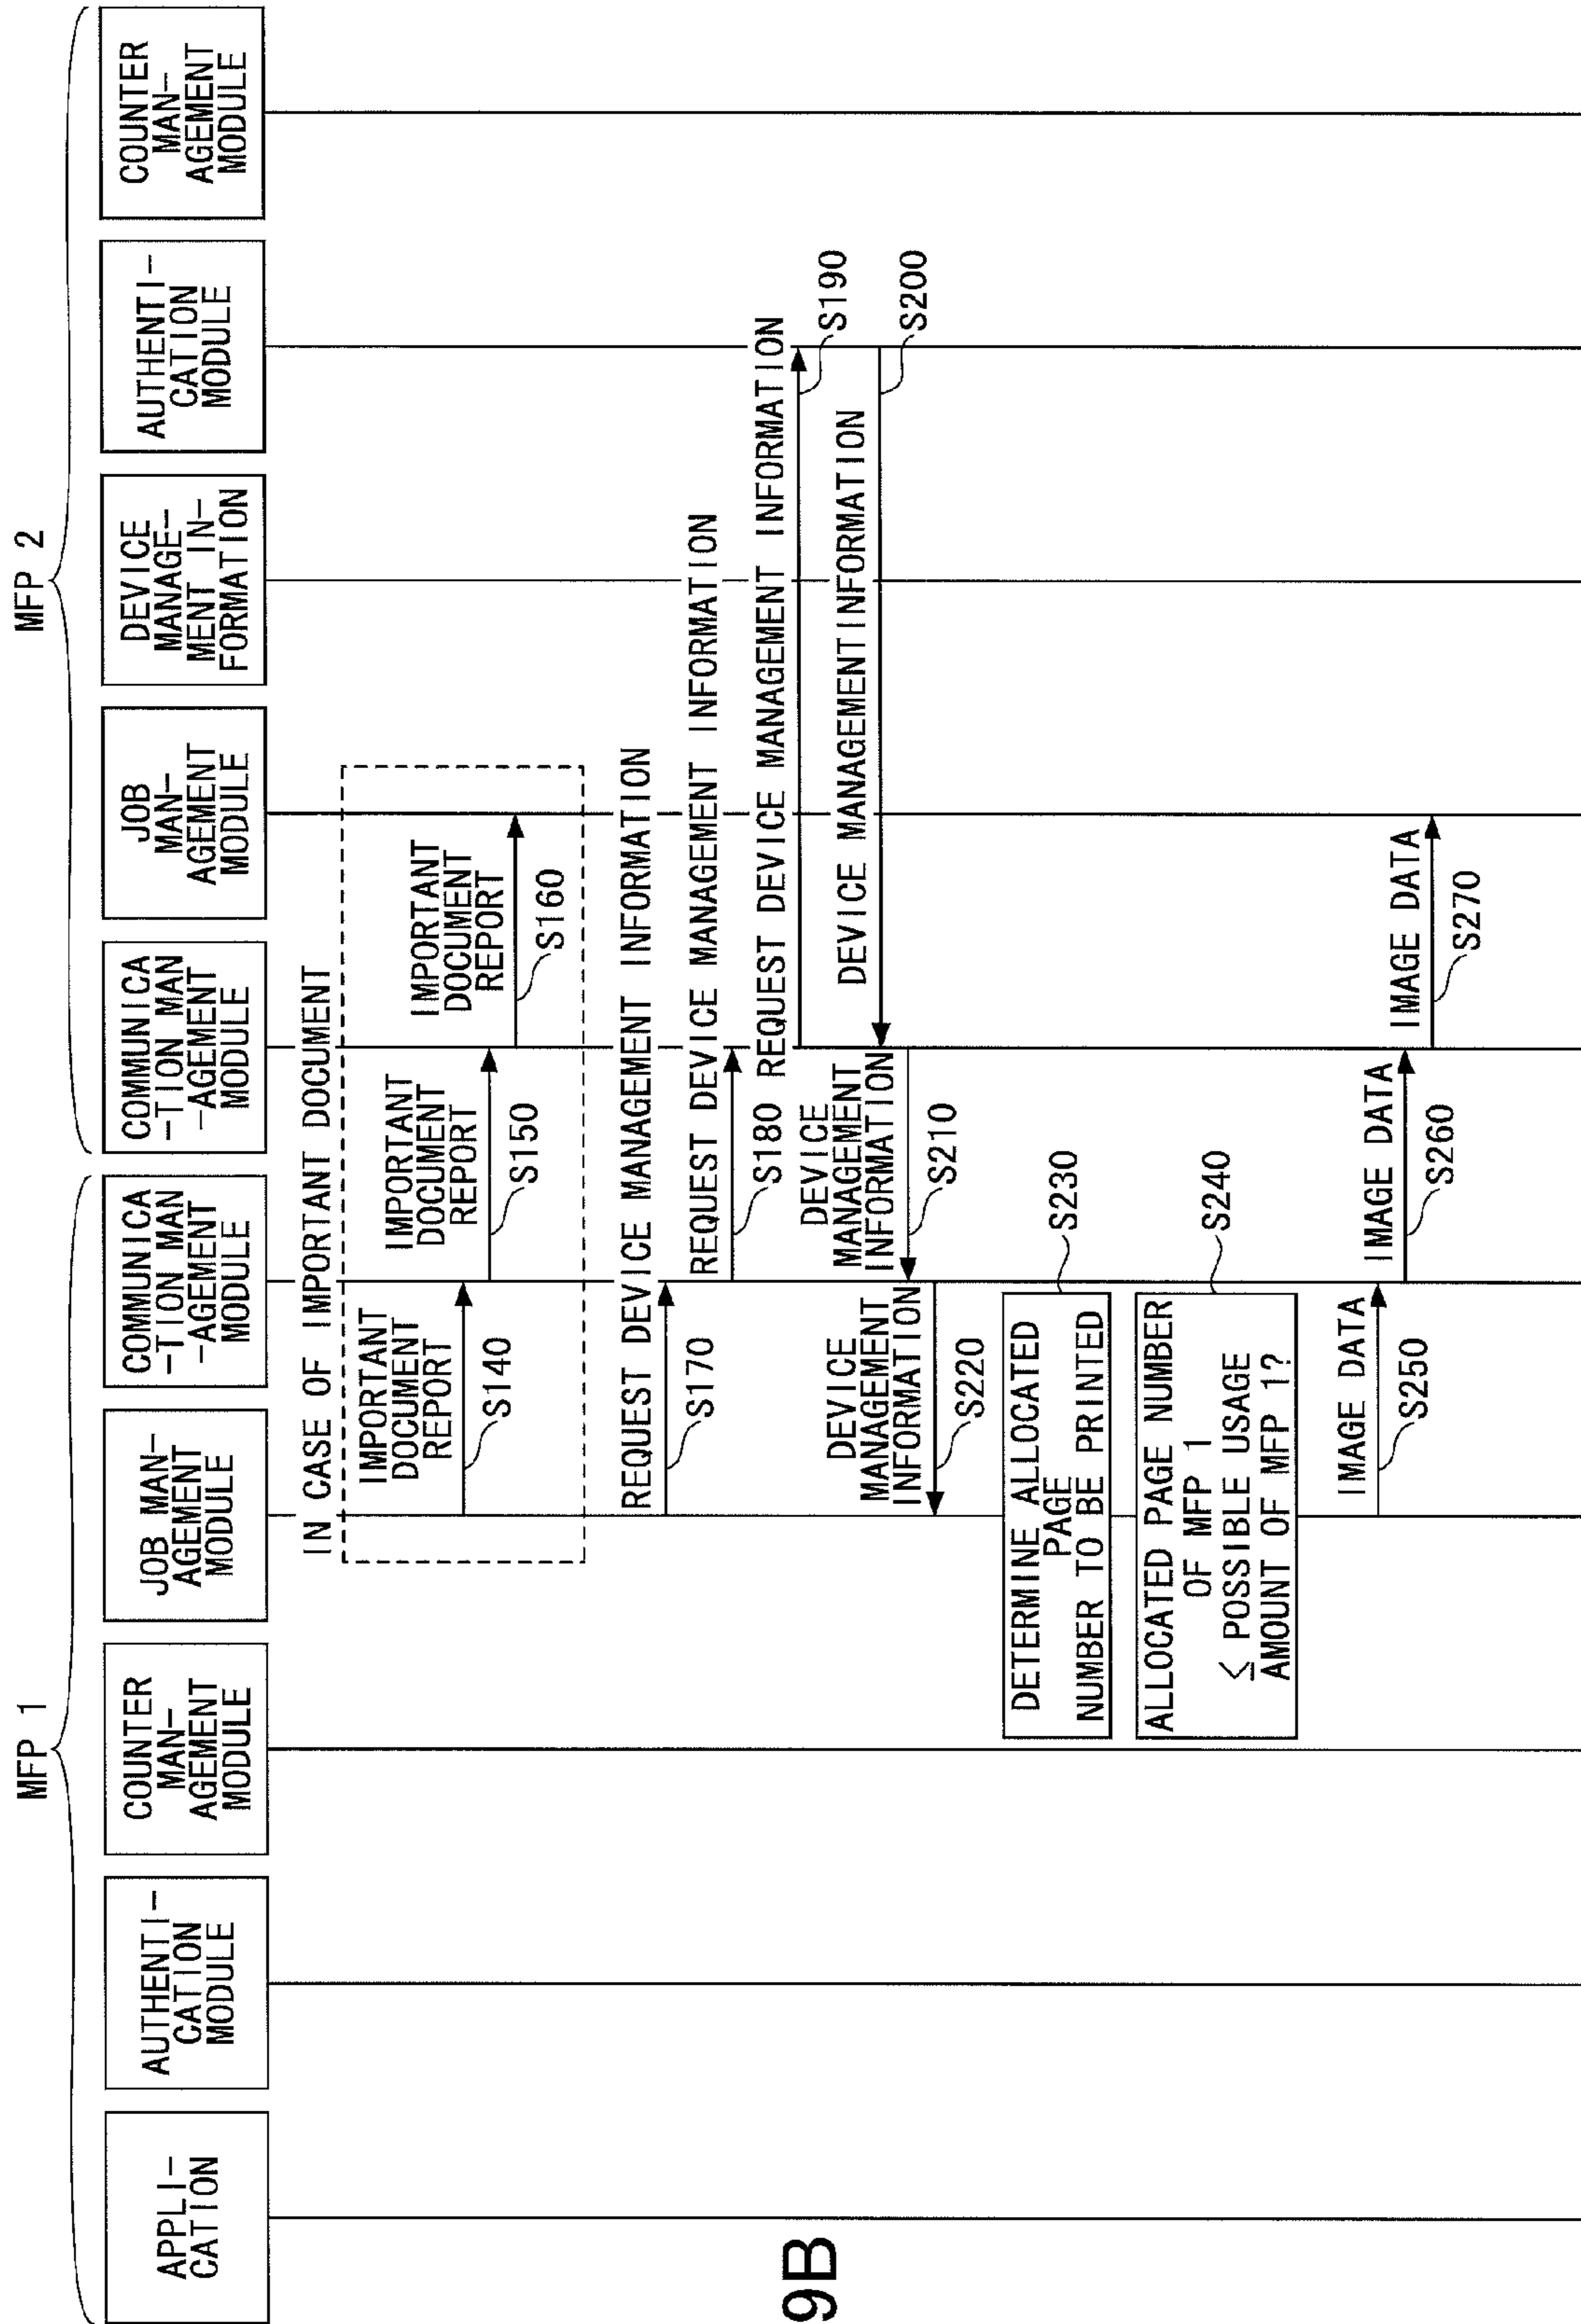 9B
MFP 1
MFP 2
APPLI-
CATION
AUTHENTI-
CATION
MODULE
COUNTER
MAN-
AGEMENT
MODULE
JOB MAN-
AGEMENT
MODULE
COMMUNICA
-TION MAN
-AGEMENT
MODULE
COMMUNICA
-TION MAN
-AGEMENT
MODULE
JOB
MAN-
AGEMENT
MODULE
DEVICE
MANAGE-
MENT IN-
FORMATION
AUTHENTI-
CATION
MODULE
COUNTER
MAN-
AGEMENT
MODULE
IN CASE OF IMPORTANT DOCUMENT
IMPORTANT
DOCUMENT
REPORT
S140
IMPORTANT
DOCUMENT
REPORT
S150
IMPORTANT
DOCUMENT
REPORT
S160
REQUEST DEVICE MANAGEMENT INFORMATION
S170
REQUEST DEVICE MANAGEMENT INFORMATION
S180
REQUEST DEVICE MANAGEMENT INFORMATION
S190
DEVICE MANAGEMENTINFORMATION
S200
DEVICE
MANAGEMENT
INFORMATION
S210
DEVICE
MANAGEMENT
INFORMATION
S220
DETERMINE ALLOCATED
PAGE
NUMBER TO BE PRINTED
S230
ALLOCATED PAGE NUMBER
OF MFP 1
≤ POSSIBLE USAGE
AMOUNT OF MFP 1?
S240
IMAGE DATA
S250
IMAGE DATA
S260
IMAGE DATA
S270